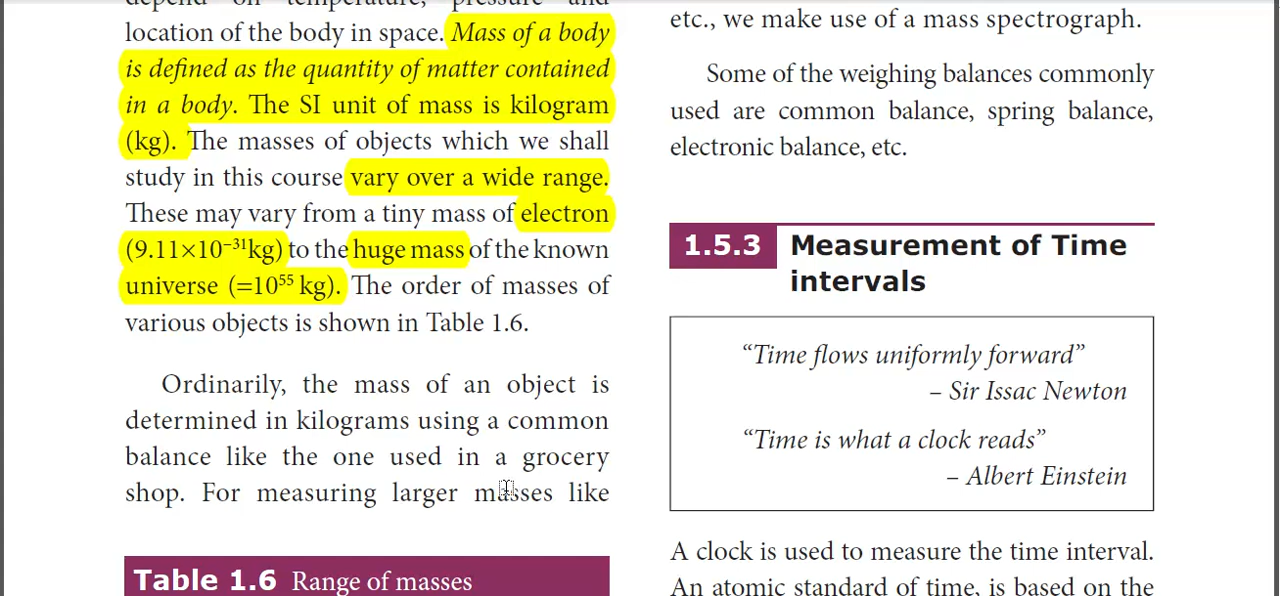 depend on temperature, pressure and
location of the body in space. Mass of a body
is defined as the quantity of matter contained
in a body. The SI unit of mass is kilogram
(kg). The masses of objects which we shall
study in this course vary over a wide range.
These may vary from a tiny mass of electron
(9.11×10⁻³¹kg) to the huge mass of the known
universe (=10⁵⁵ kg). The order of masses of
various objects is shown in Table 1.6.
Ordinarily, the mass of an object is
determined in kilograms using a common
balance like the one used in a grocery
shop. For measuring larger masses like
Table 1.6 Range of masses
etc., we make use of a mass spectrograph.
Some of the weighing balances commonly
used are common balance, spring balance,
electronic balance, etc.
1.5.3 Measurement of Time
intervals
“Time flows uniformly forward”
– Sir Issac Newton
“Time is what a clock reads”
– Albert Einstein
A clock is used to measure the time interval.
An atomic standard of time, is based on the